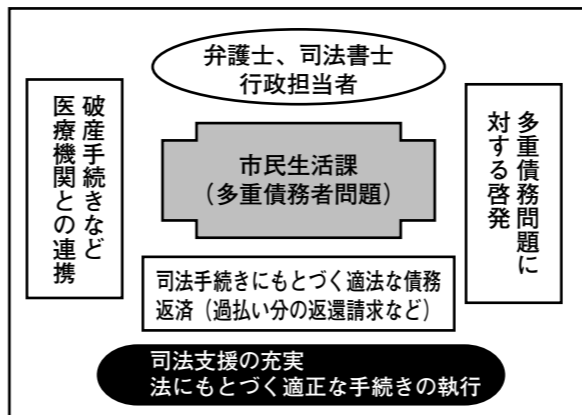 弁護士、司法書士
行政担当者
破産手続きなど
医療機関との連携
市民生活課
（多重債務者問題）
多重債務問題に
対する啓発
司法手続きにもとづく適法な債務
返済（過払い分の返還請求など）
司法支援の充実
法にもとづく適正な手続きの執行